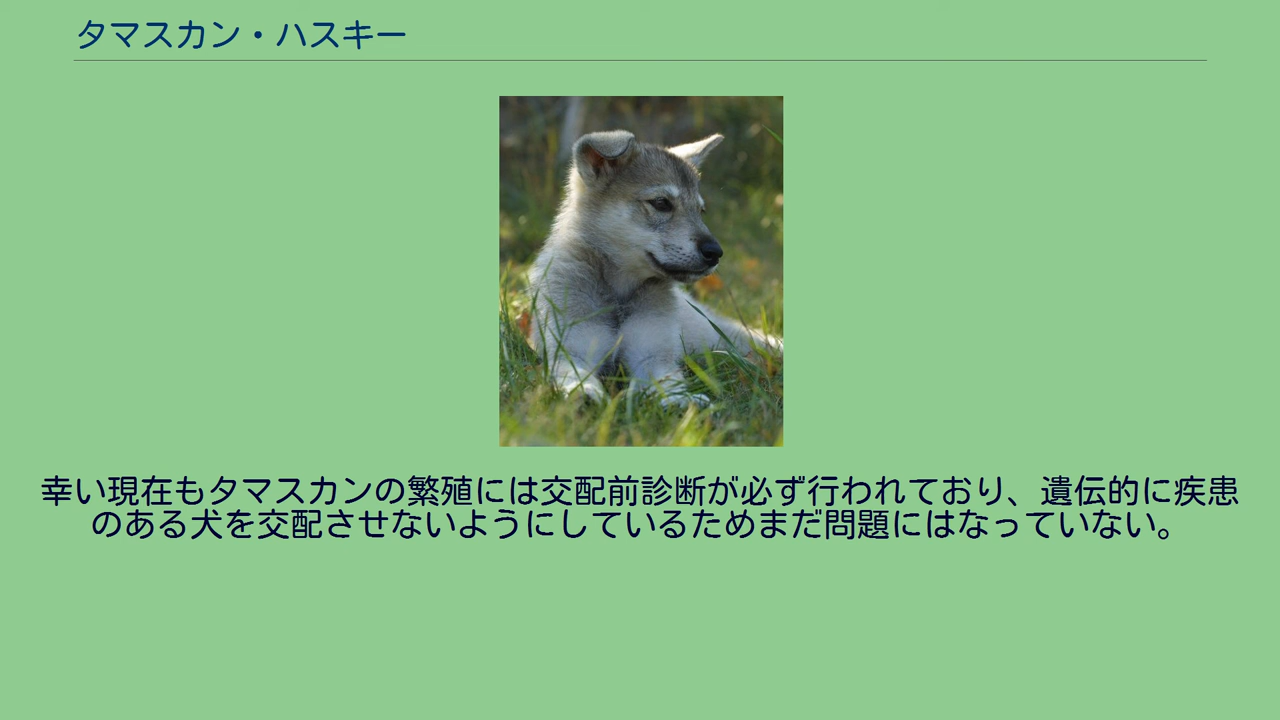 タマスカン・ハスキー
幸い現在もタマスカンの繁殖には交配前診断が必ず行われており、遺伝的に疾患
のある犬を交配させないようにしているためまだ問題にはなっていない。